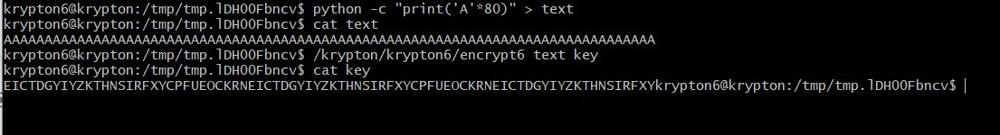 krypton6@krypton:/tmp/tmp.lDHOOFbncv$ python -c "print('A'*80)" > text
krypton6@krypton:/tmp/tmp.lDHOOFbncv$ cat text
AAAAAAAAAAAAAAAAAAAAAAAAAAAAAAAAAAAAAAAAAAAAAAAAAAAAAAAAAAAAAAAAAAAAAAAAAAAAAAAA
krypton6@krypton:/tmp/tmp.lDHOOFbncv$ /krypton/krypton6/encrypt6 text key
krypton6@krypton:/tmp/tmp.lDHOOFbncv$ cat key
EICTDGYIYZKTHNSIRFXYCPFUEOCKRNEICTDGYIYZKTHNSIRFXYCPFUEOCKRNEICTDGYIYZKTHNSIRFXYkrypton6@krypton:/tmp/tmp.lDHOOFbncv$